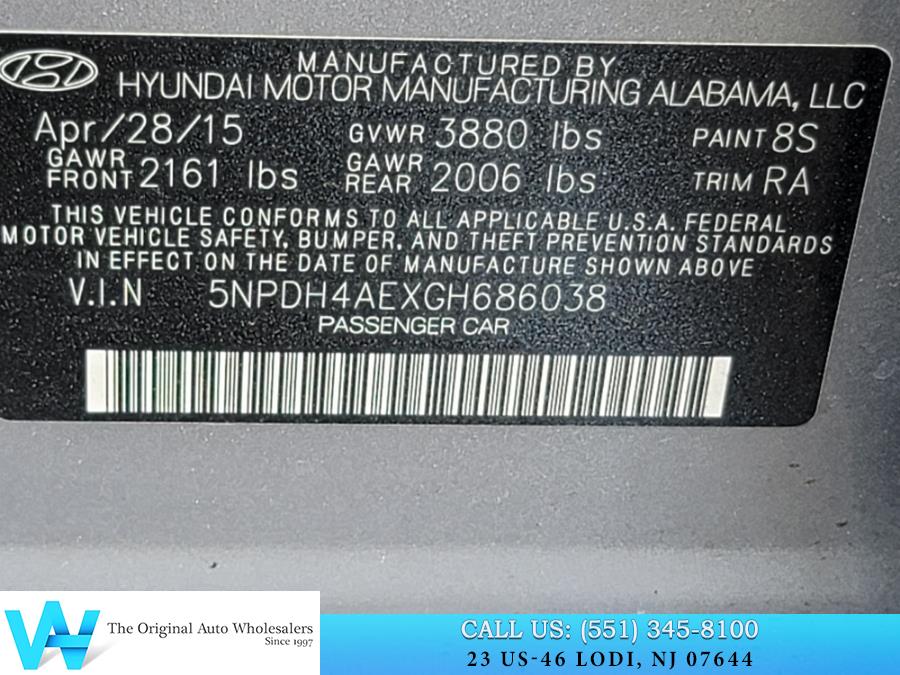 MANUFACTURED BY
HYUNDAI MOTOR MANUFACTURING ALABAMA, LLC
Apr/28/15 GVWR 3880 lbs PAINT 8S
GAWR FRONT 2161 lbs GAWR REAR 2006 lbs TRIM RA
THIS VEHICLE CONFORMS TO ALL APPLICABLE U.S.A. FEDERAL
MOTOR VEHICLE SAFETY, BUMPER, AND THEFT PREVENTION STANDARDS
IN EFFECT ON THE DATE OF MANUFACTURE SHOWN ABOVE
V.I.N 5NPDH4AEXGH686038
PASSENGER CAR
The Original Auto Wholesalers
Since 1997
CALL US: (551) 345-8100
23 US-46 LODI, NJ 07644